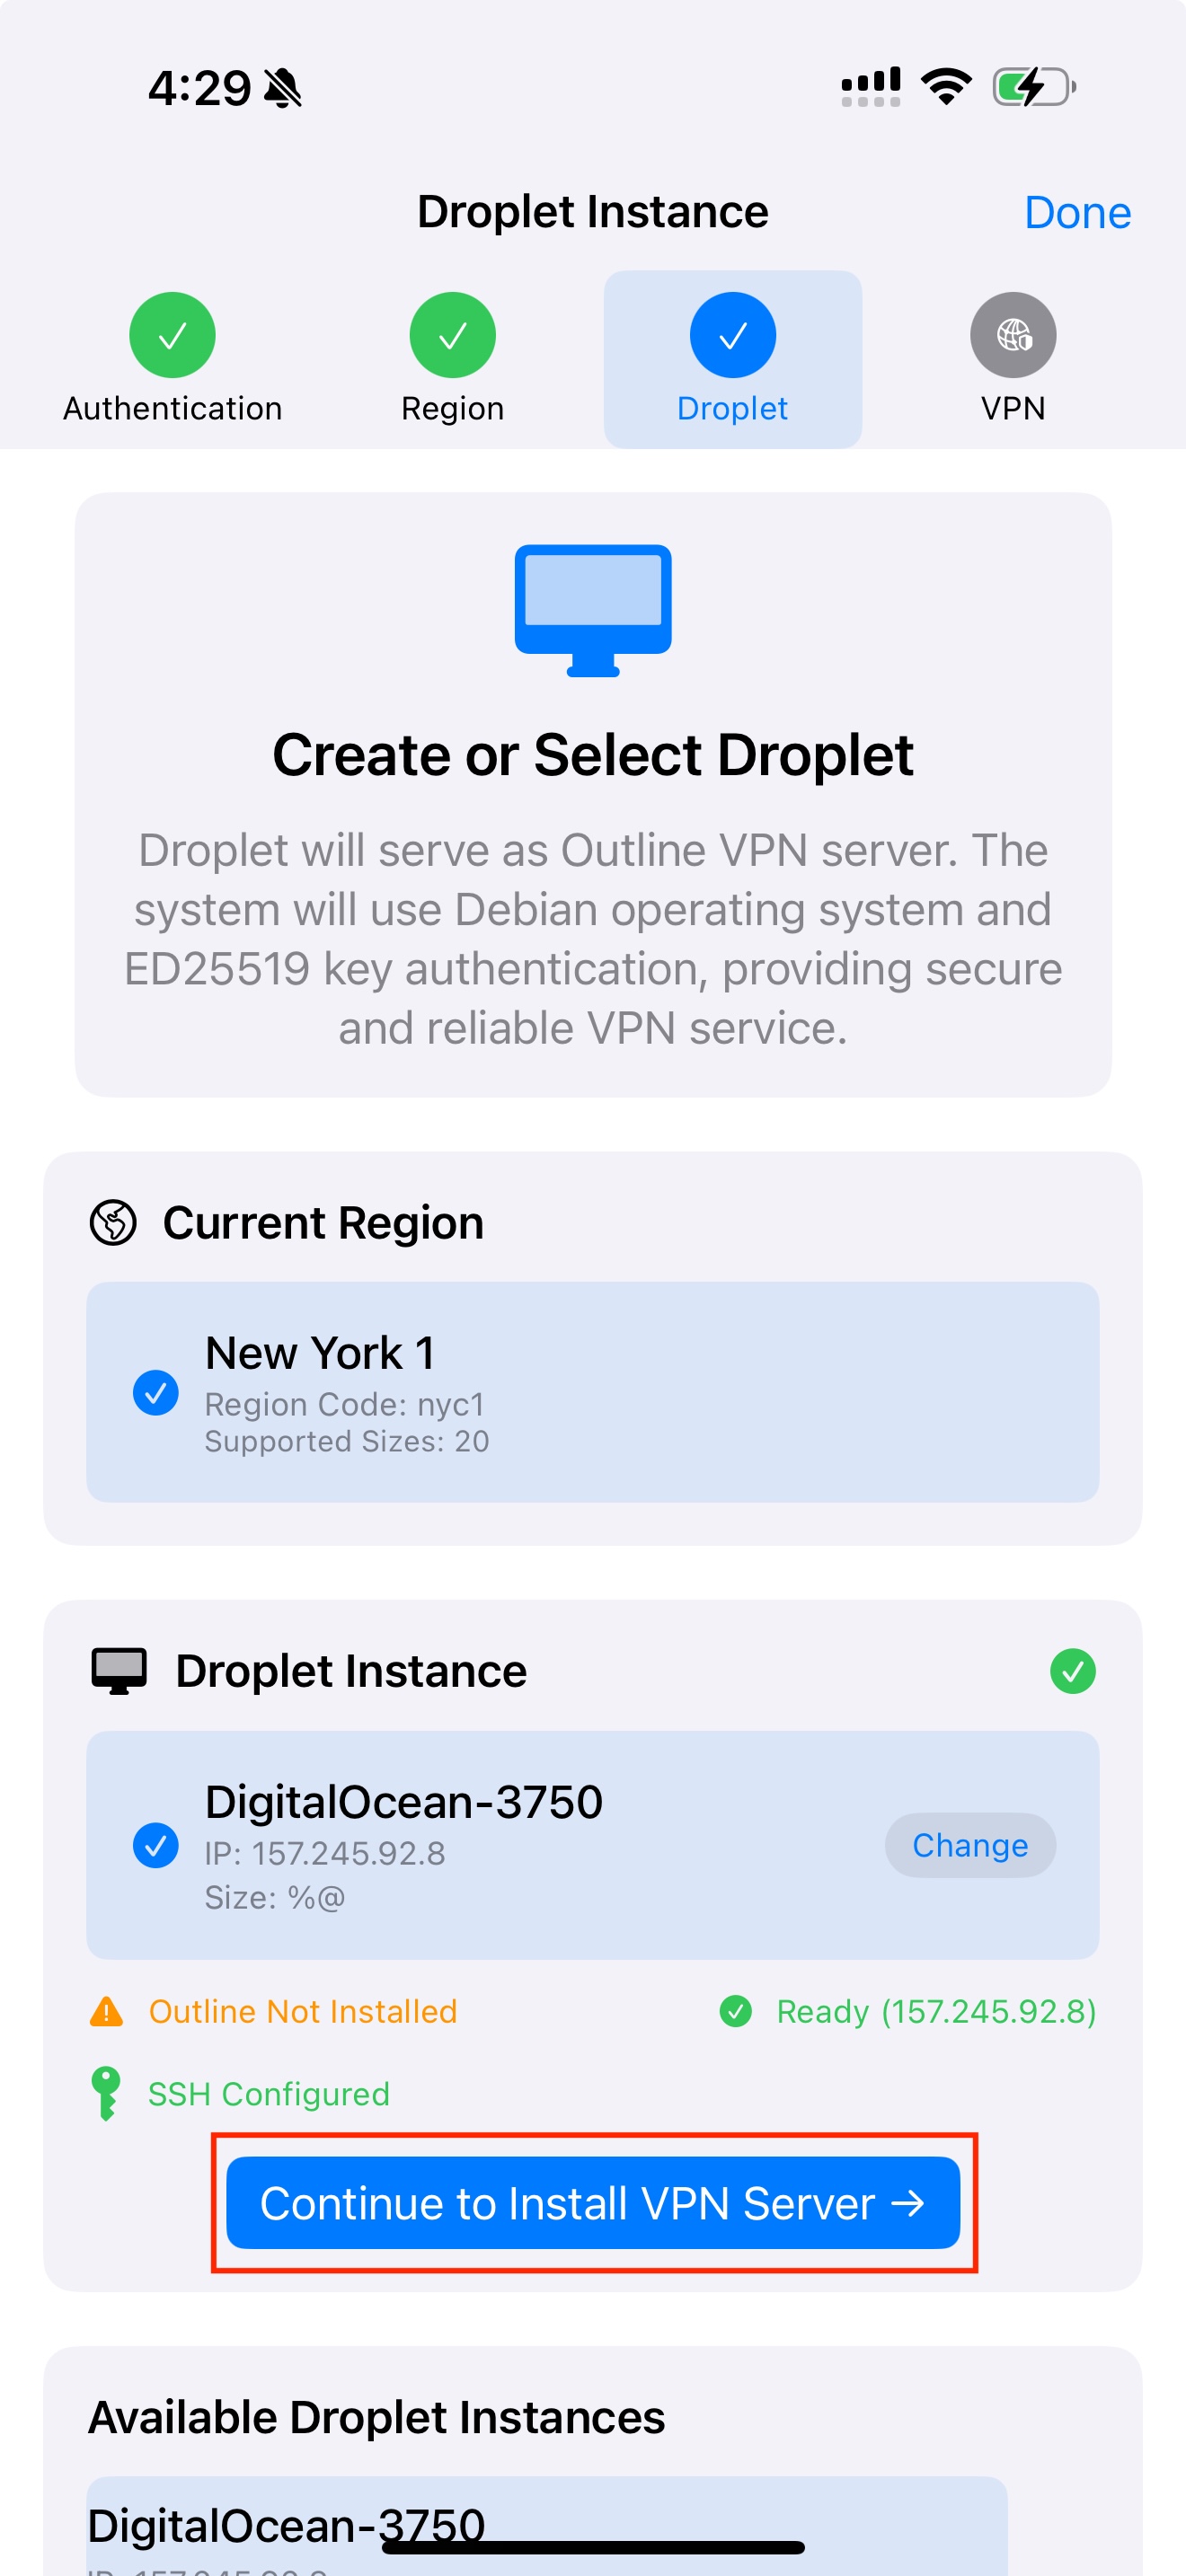 4:29
Droplet Instance
Done
Authentication
Region
Droplet
VPN
Create or Select Droplet
Droplet will serve as Outline VPN server. The
system will use Debian operating system and
ED25519 key authentication, providing secure
and reliable VPN service.
Current Region
New York 1
Region Code: nyc1
Supported Sizes: 20
Droplet Instance
DigitalOcean-3750
IP: 157.245.92.8
Size: %@
Change
Outline Not Installed
Ready (157.245.92.8)
SSH Configured
Continue to Install VPN Server →
Available Droplet Instances
DigitalOcean-3750